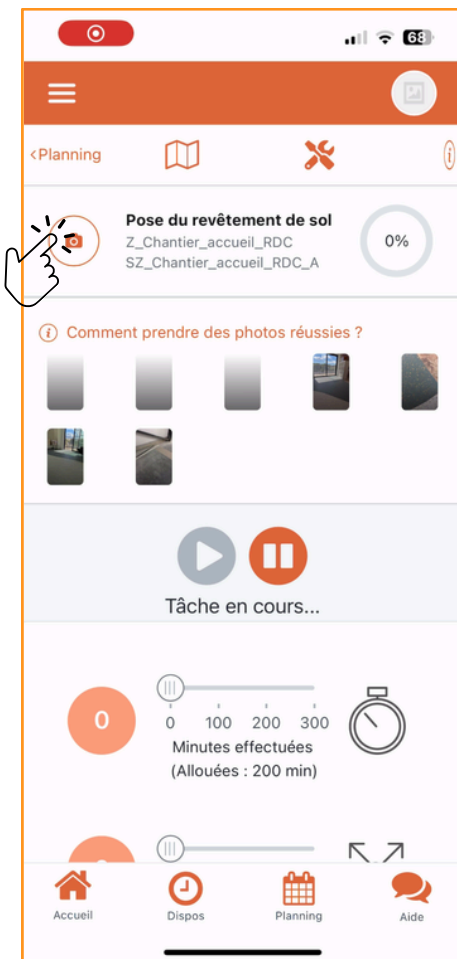 68
<Planning
i
Pose du revêtement de sol
Z_Chantier_accueil_RDC
SZ_Chantier_accueil_RDC_A
0%
i Comment prendre des photos réussies ?
Tâche en cours...
0
0 100 200 300
Minutes effectuées
(Allouées : 200 min)
Accueil Dispos Planning Aide